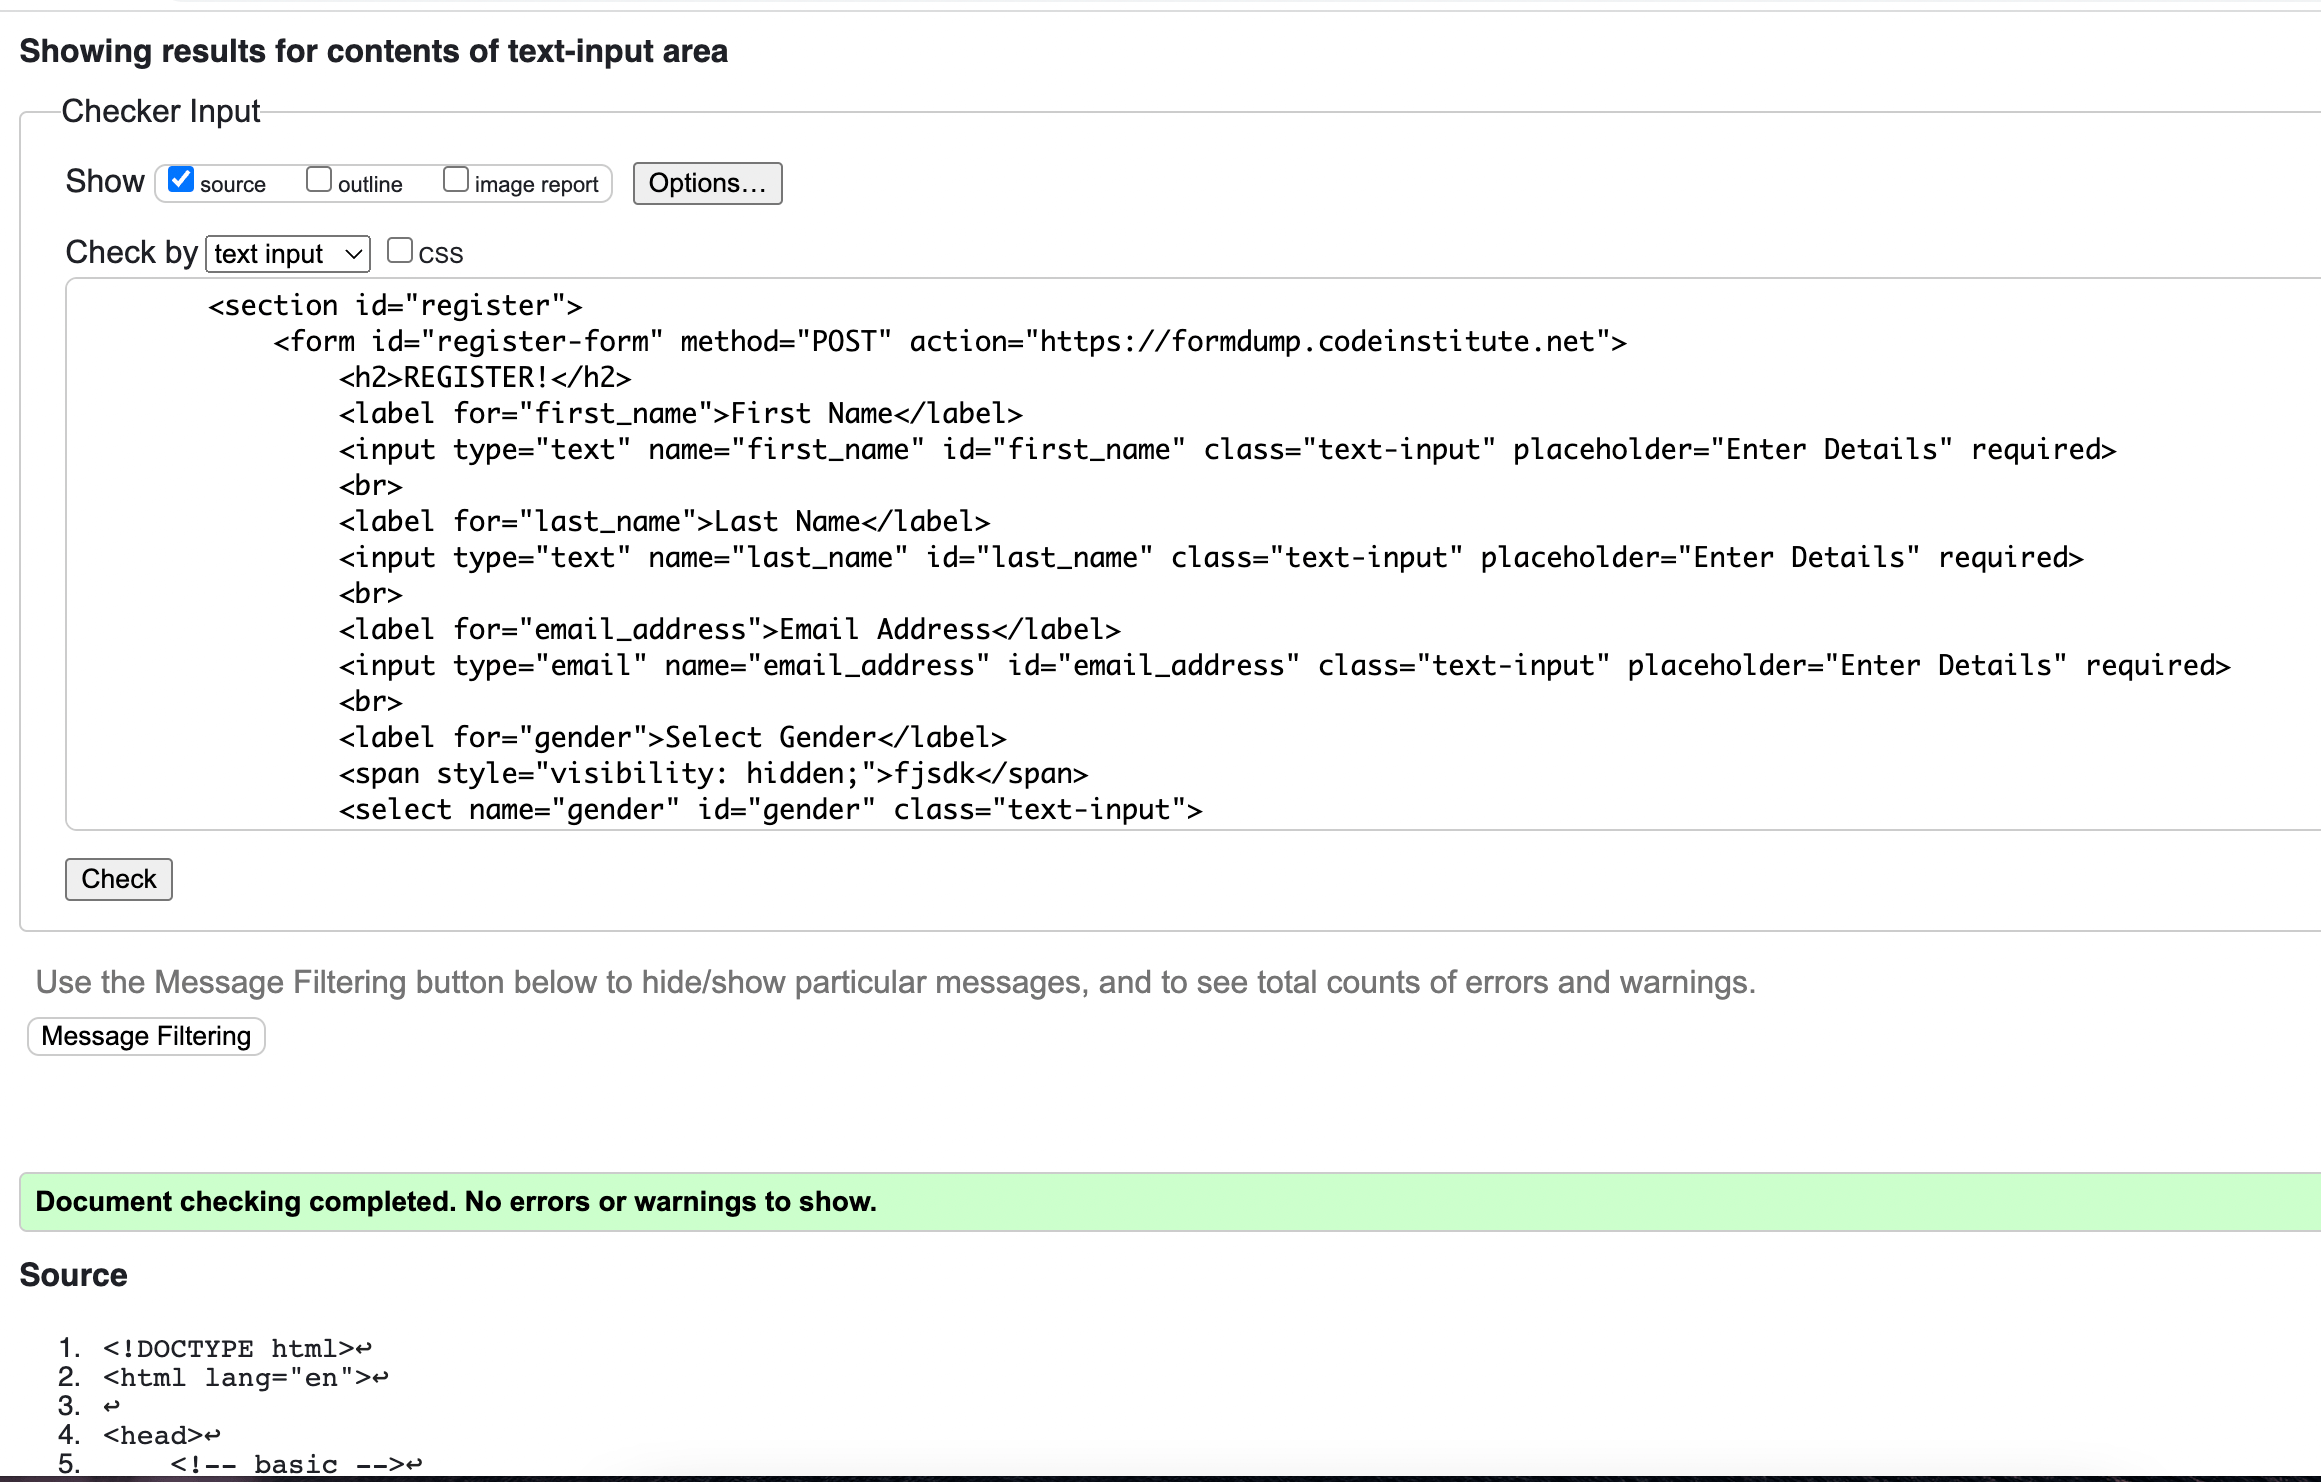 Showing results for contents of text-input area
Checker Input
Show source outline image report Options…
Check by text input css
<section id="register">
<form id="register-form" method="POST" action="https://formdump.codeinstitute.net">
<h2>REGISTER!</h2>
<label for="first_name">First Name</label>
<input type="text" name="first_name" id="first_name" class="text-input" placeholder="Enter Details" required>
<br>
<label for="last_name">Last Name</label>
<input type="text" name="last_name" id="last_name" class="text-input" placeholder="Enter Details" required>
<br>
<label for="email_address">Email Address</label>
<input type="email" name="email_address" id="email_address" class="text-input" placeholder="Enter Details" required>
<br>
<label for="gender">Select Gender</label>
<span style="visibility: hidden;">fjsdk</span>
<select name="gender" id="gender" class="text-input">
Check
Use the Message Filtering button below to hide/show particular messages, and to see total counts of errors and warnings.
Message Filtering
Document checking completed. No errors or warnings to show.
Source
1. <!DOCTYPE html>↩
2. <html lang="en">↩
3. ↩
4. <head>↩
5. <!-- basic -->↩